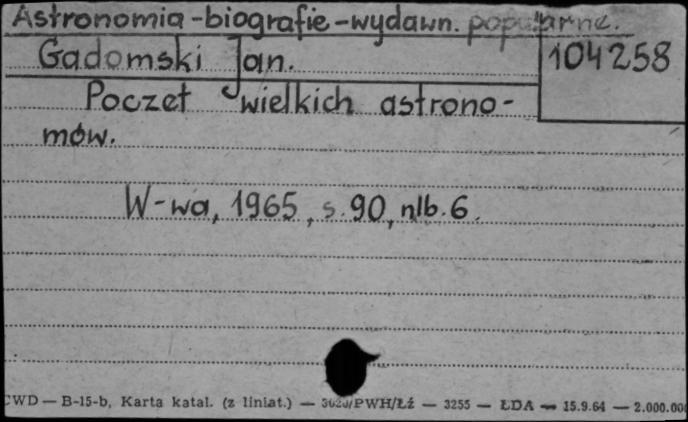 Astronomia-biografie-wydawn. popularne.
Gadomski Jan.
104258
Poczet wielkich astrono-
mów.
W-wa, 1965, s. 90, nlb. 6.
CWD — B-15-b, Karta katal. (z liniat.) — /PWH/Łź — 3255 — ŁDA — 15.9.64 — 2.000.00